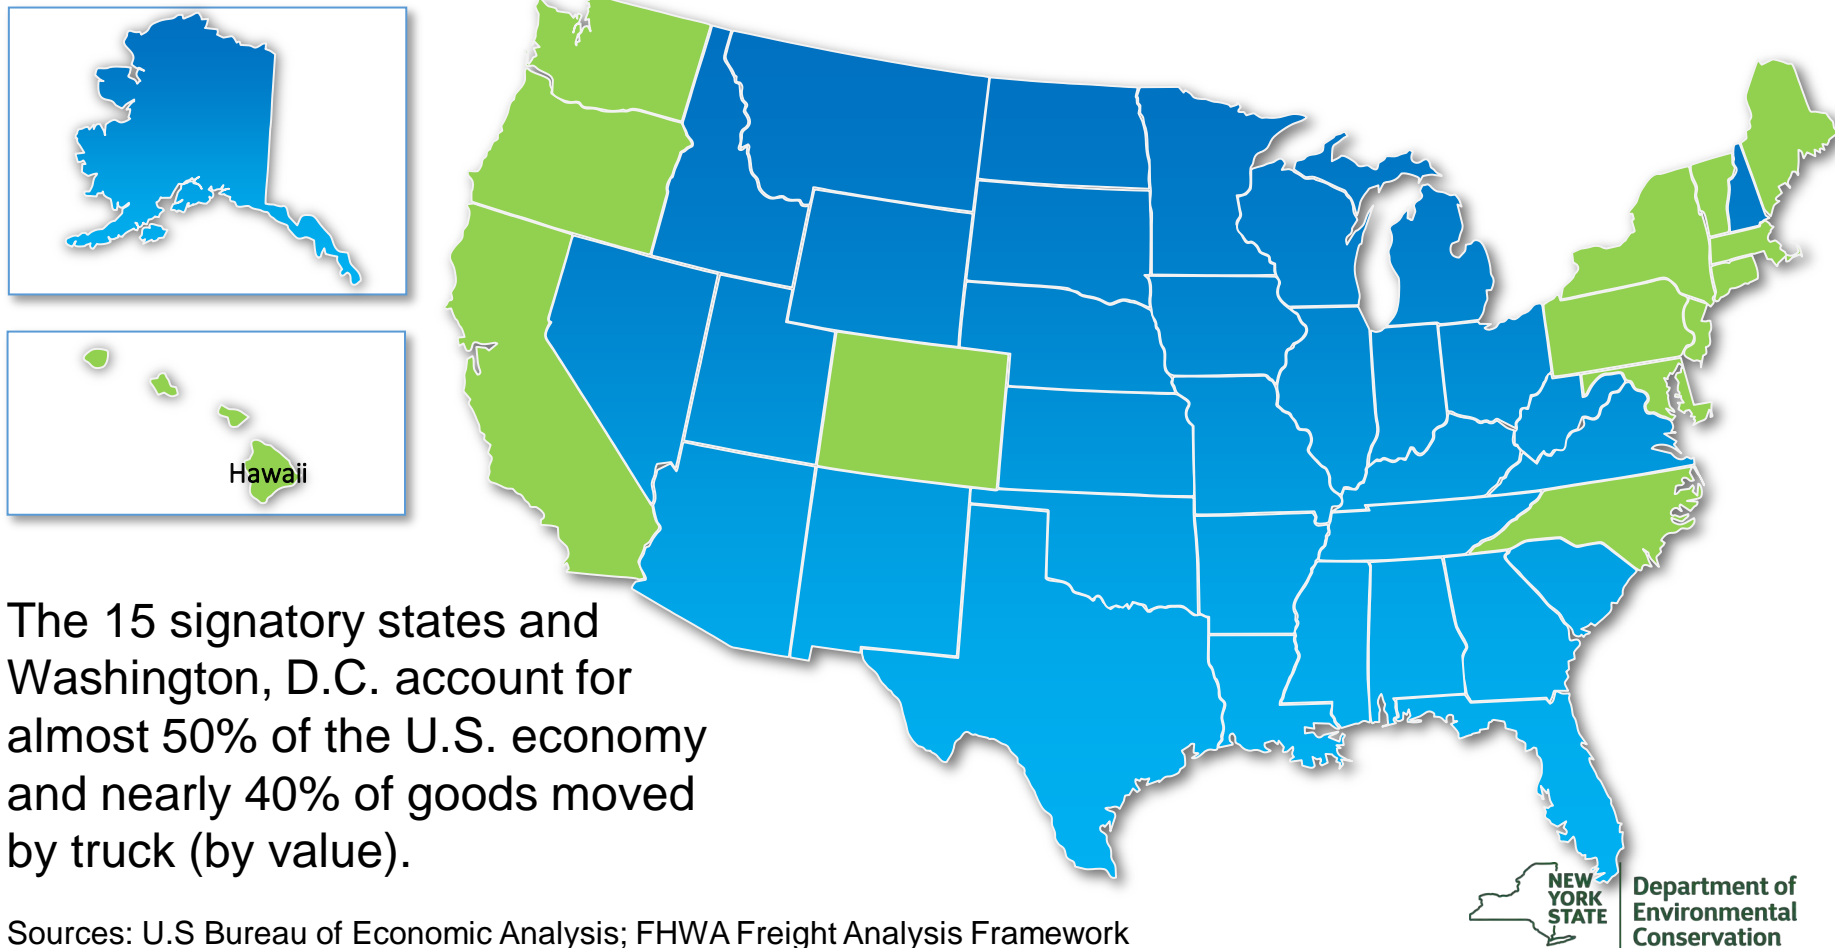 Hawaii
The 15 signatory states and
Washington, D.C. account for
almost 50% of the U.S. economy
and nearly 40% of goods moved
by truck (by value).
Sources: U.S Bureau of Economic Analysis; FHWA Freight Analysis Framework
NEW
YORK
STATE
Department of
Environmental
Conservation